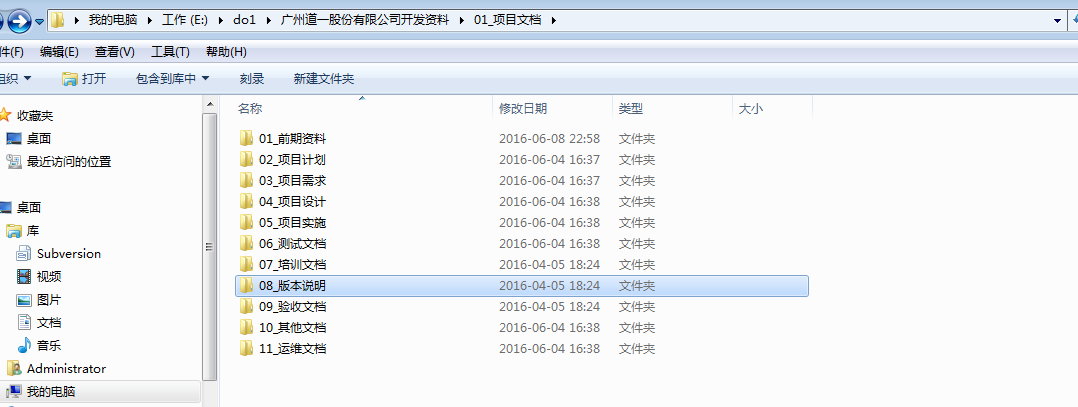 我的电脑 ▸ 工作 (E:) ▸ do1 ▸ 广州道一股份有限公司开发资料 ▸ 01_项目文档 ▸
件(F) 编辑(E) 查看(V) 工具(T) 帮助(H)
组织 打开 包含到库中 刻录 新建文件夹
收藏夹
桌面
最近访问的位置
桌面
库
Subversion
视频
图片
文档
音乐
Administrator
我的电脑
名称 修改日期 类型 大小
01_前期资料 2016-06-08 22:58 文件夹
02_项目计划 2016-06-04 16:37 文件夹
03_项目需求 2016-06-04 16:37 文件夹
04_项目设计 2016-06-04 16:38 文件夹
05_项目实施 2016-06-04 16:38 文件夹
06_测试文档 2016-06-04 16:38 文件夹
07_培训文档 2016-04-05 18:24 文件夹
08_版本说明 2016-04-05 18:24 文件夹
09_验收文档 2016-04-05 18:24 文件夹
10_其他文档 2016-06-04 16:38 文件夹
11_运维文档 2016-06-04 16:38 文件夹